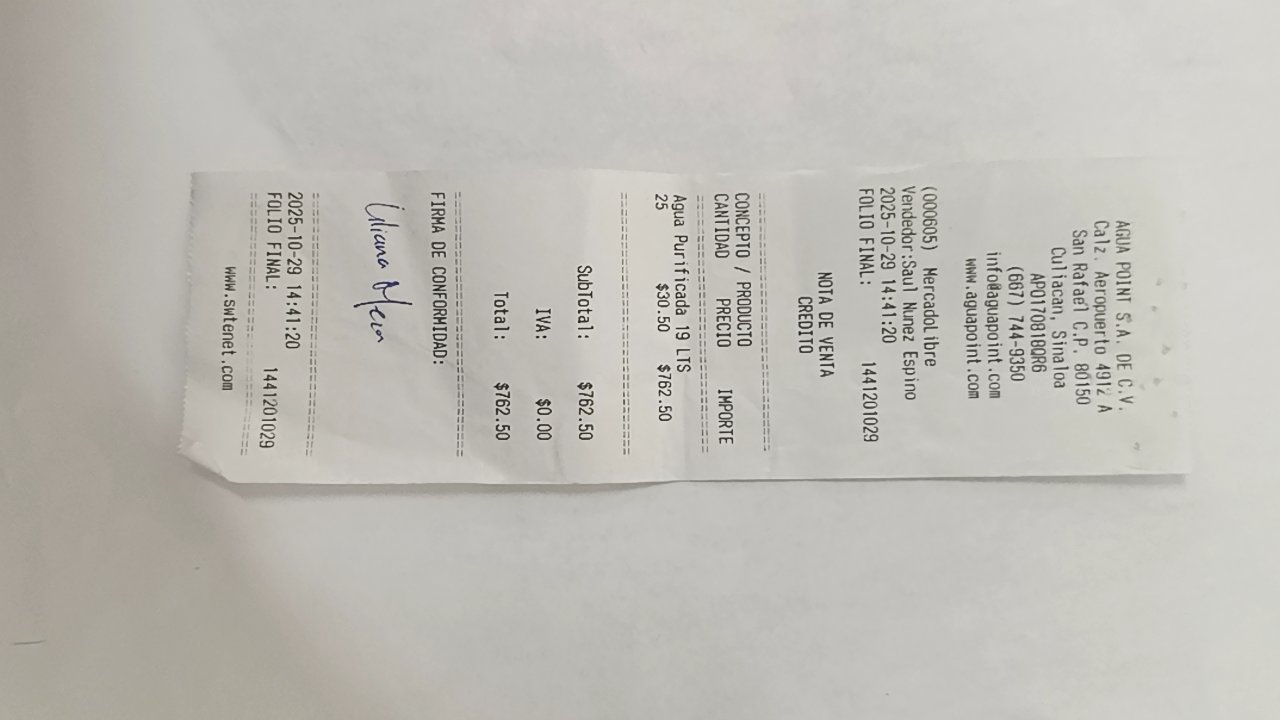 AGUA POINT S.A. DE C.V.
Calz. Aeropuerto 4912 A
San Rafael C.P. 80150
Culiacan, Sinaloa
APO170818QR6
(667) 744-9350
info@aguapoint.com
www.aguapoint.com
(000605) MercadoLibre
Vendedor:Saul Nunez Espino
2025-10-29 14:41:20
FOLIO FINAL: 1441201029
NOTA DE VENTA
CREDITO
CONCEPTO / PRODUCTO
CANTIDAD PRECIO IMPORTE
Agua Purificada 19 LTS
25 $30.50 $762.50
SubTotal: $762.50
IVA: $0.00
Total: $762.50
FIRMA DE CONFORMIDAD:
Liliana
2025-10-29 14:41:20
FOLIO FINAL: 1441201029
www.swtenet.com